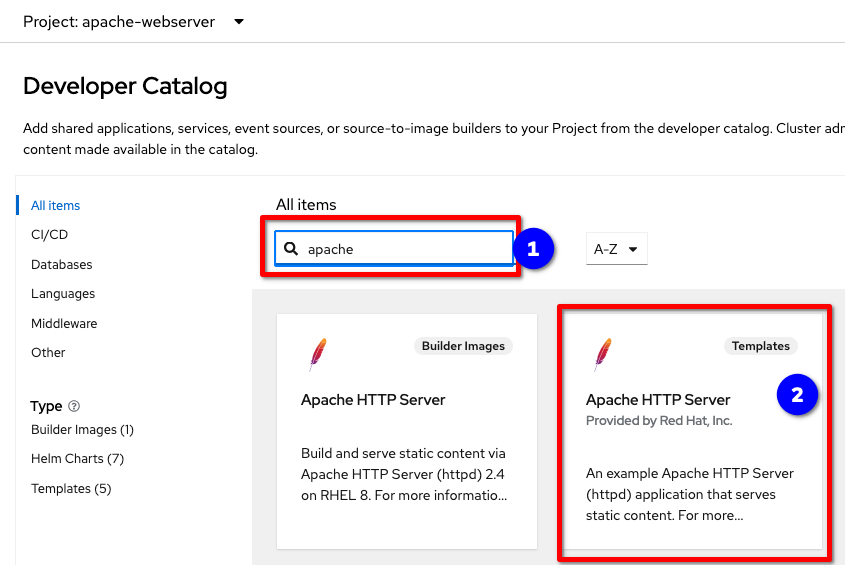 Project: apache-webserver
Developer Catalog
Add shared applications, services, event sources, or source-to-image builders to your Project from the developer catalog. Cluster adr
content made available in the catalog.
All items
CI/CD
Databases
Languages
Middleware
Other
Type
Builder Images (1)
Helm Charts (7)
Templates (5)
All items
apache
1
A-Z
Builder Images
Apache HTTP Server
Build and serve static content via
Apache HTTP Server (httpd) 2.4
on RHEL 8. For more informatio...
Templates
2
Apache HTTP Server
Provided by Red Hat, Inc.
An example Apache HTTP Server
(httpd) application that serves
static content. For more...